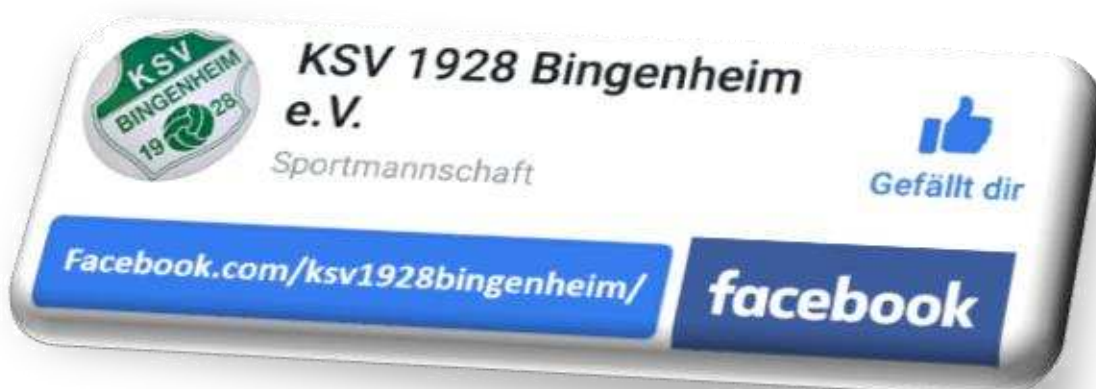 KSV
BINGENHEIM
19 28
KSV 1928 Bingenheim
e.V.
Sportmannschaft
Gefällt dir
Facebook.com/ksv1928bingenheim/
facebook